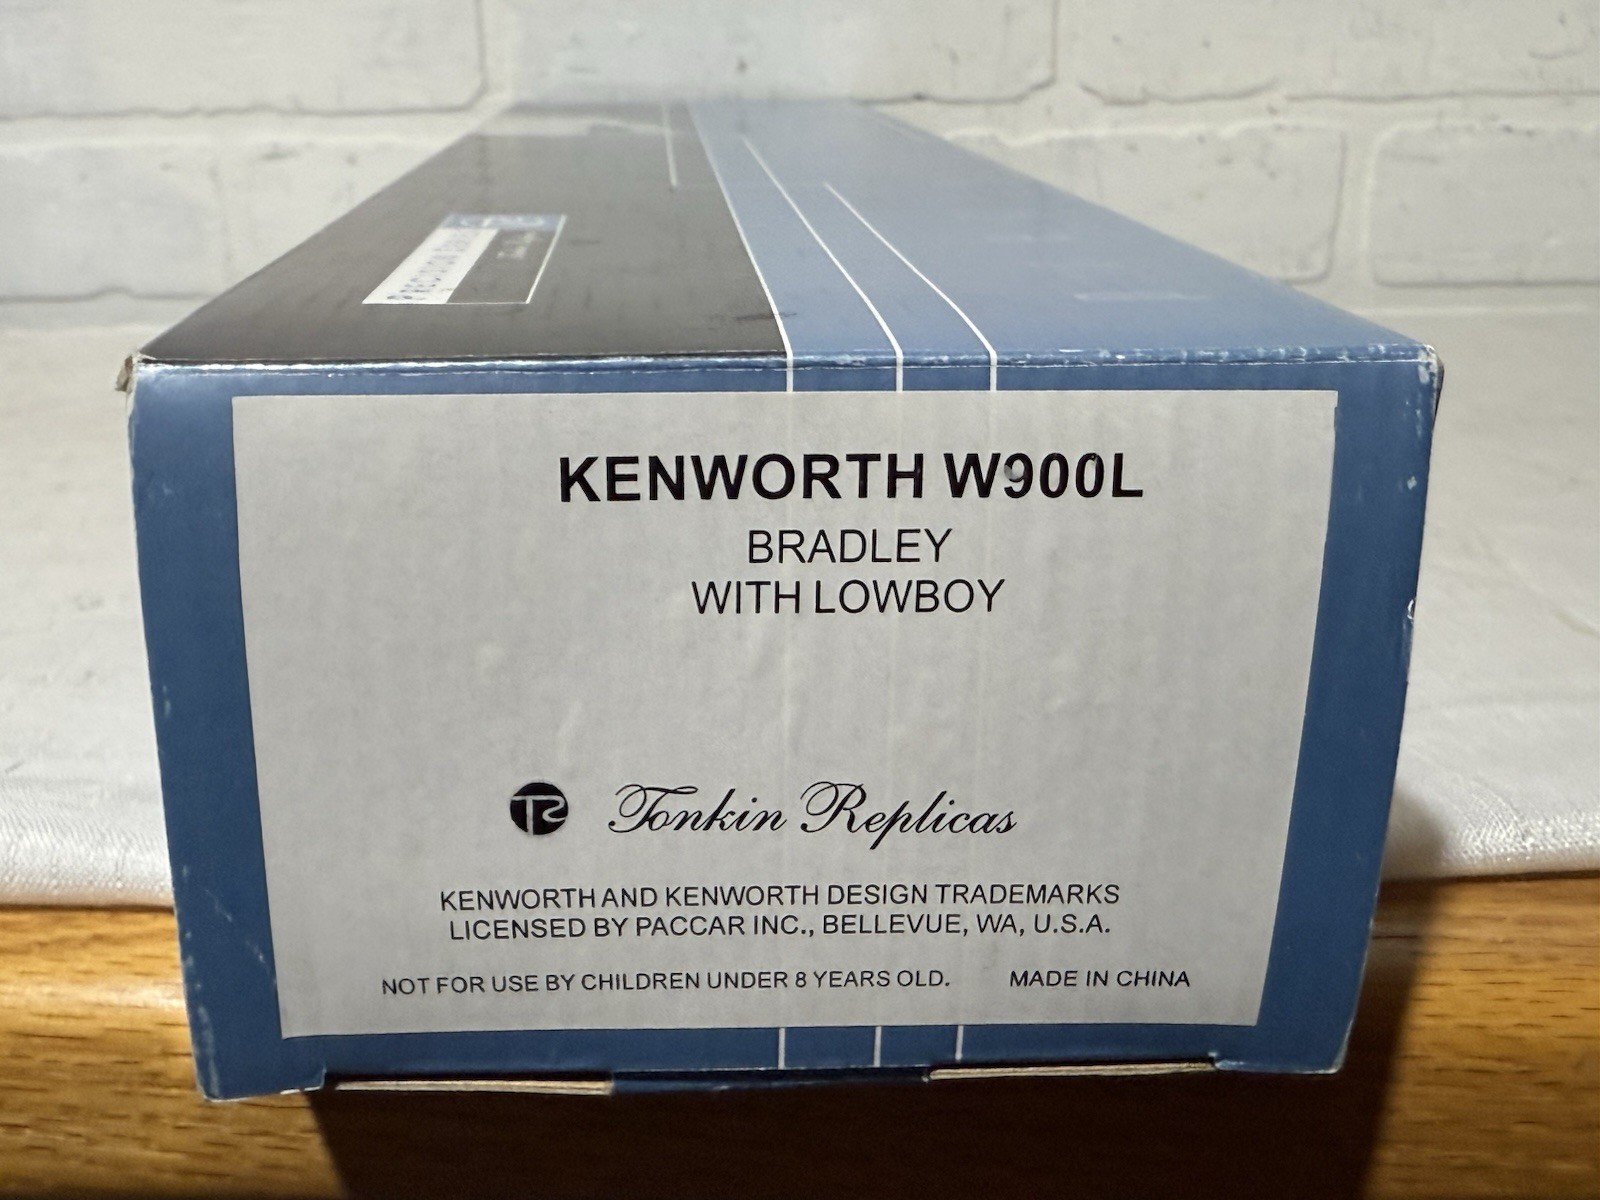 KENWORTH W900L
BRADLEY
WITH LOWBOY
TR Tonkin Replicas
KENWORTH AND KENWORTH DESIGN TRADEMARKS
LICENSED BY PACCAR INC., BELLEVUE, WA, U.S.A.
NOT FOR USE BY CHILDREN UNDER 8 YEARS OLD. MADE IN CHINA